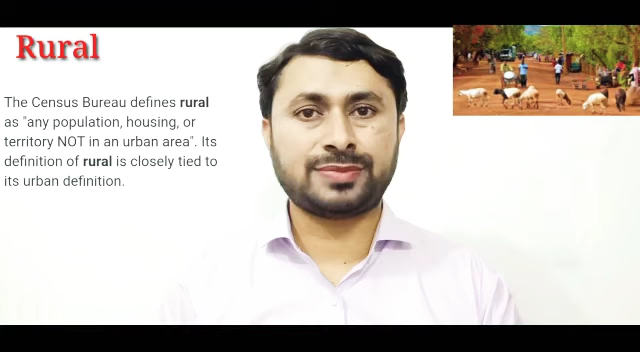 Rural
The Census Bureau defines rural
as "any population, housing, or
territory NOT in an urban area". Its
definition of rural is closely tied to
its urban definition.